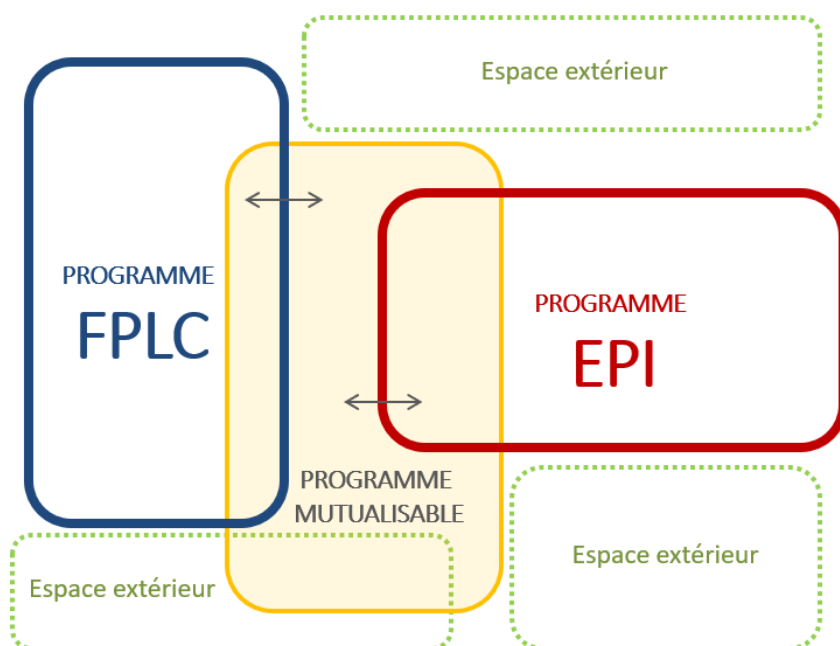 Espace extérieur
PROGRAMME
FPLC
PROGRAMME
EPI
PROGRAMME
MUTUALISABLE
Espace extérieur
Espace extérieur